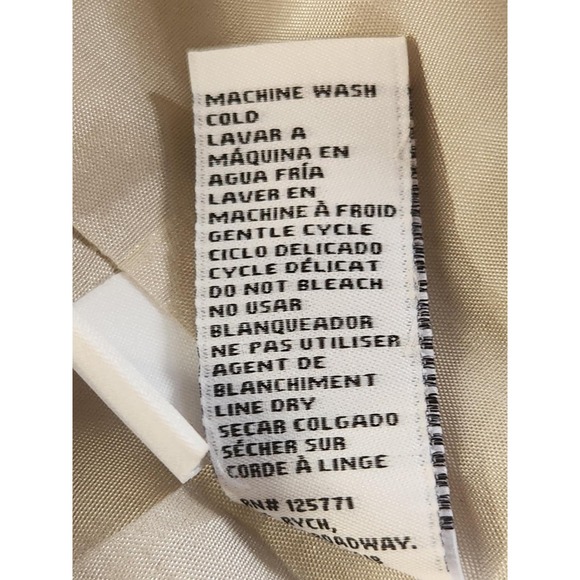 MACHINE WASH
COLD
LAVAR A
MÁQUINA EN
AGUA FRÍA
LAVER EN
MACHINE À FROID
GENTLE CYCLE
CICLO DELICADO
CYCLE DÉLICAT
DO NOT BLEACH
NO USAR
BLANQUEADOR
NE PAS UTILISER
AGENT DE
BLANCHIMENT
LINE DRY
SECAR COLGADO
SÉCHER SUR
CORDE À LINGE
RN# 125771
RYCH,
ROADWAY.